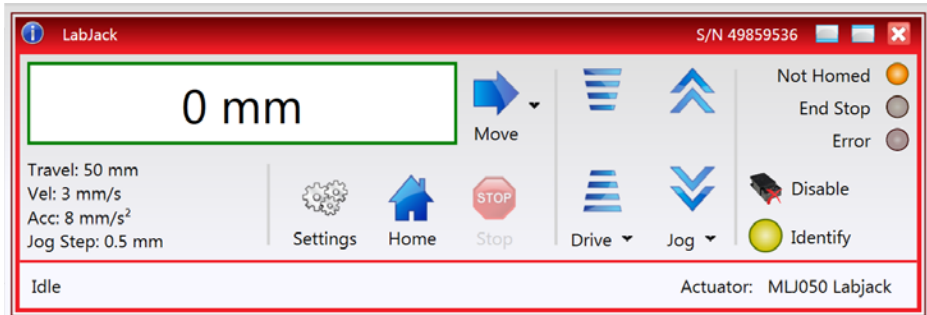 LabJack S/N 49859536
0 mm
Move
Not Homed
End Stop
Error
Travel: 50 mm
Vel: 3 mm/s
Acc: 8 mm/s²
Jog Step: 0.5 mm
Settings
Home
STOP
Stop
Drive
Jog
Disable
Identify
Idle
Actuator: MLJ050 Labjack